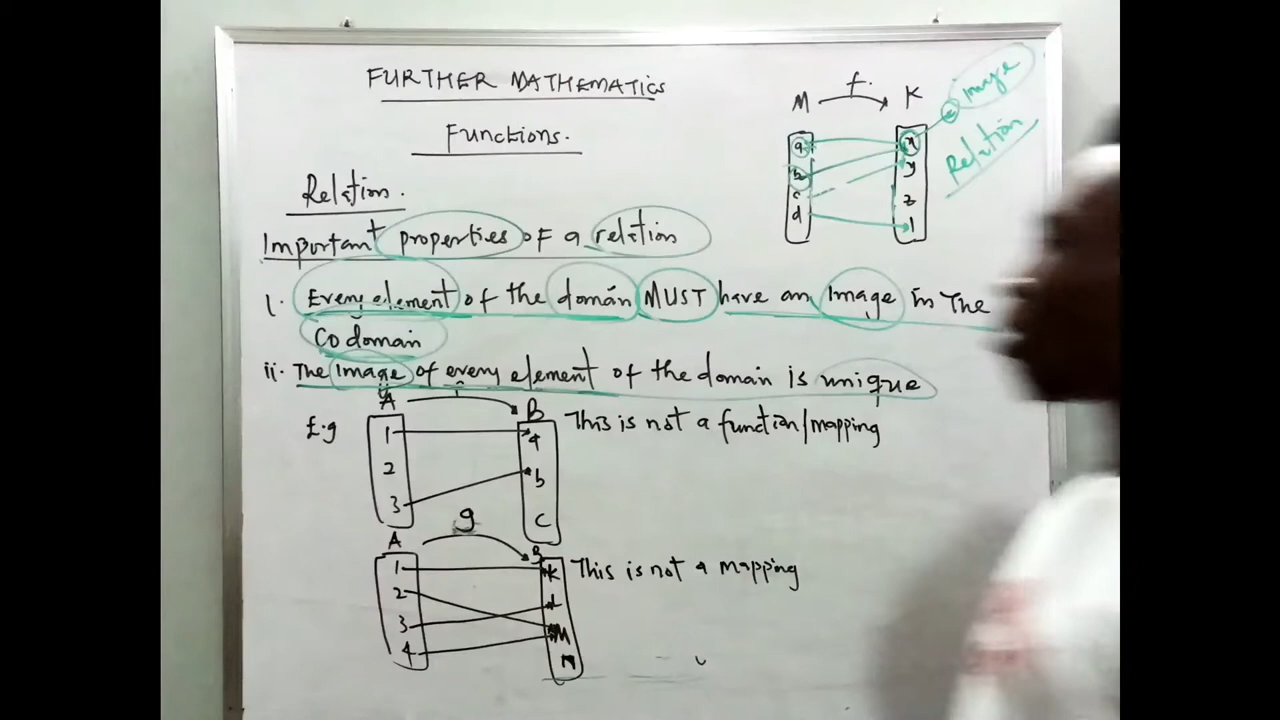 FURTHER MATHEMATICS
Functions.
Relation.
Important properties of a relation
i. Every element of the domain MUST have an image in the
Codomain
ii. The image of every element of the domain is unique
E.g
A B
1 a
2 b
3 c
This is not a function/mapping
g
A B
1 K
2 L
3 M
4 n
This is not a mapping
f.
M K
a x
b y
c z
d l
image
Relation